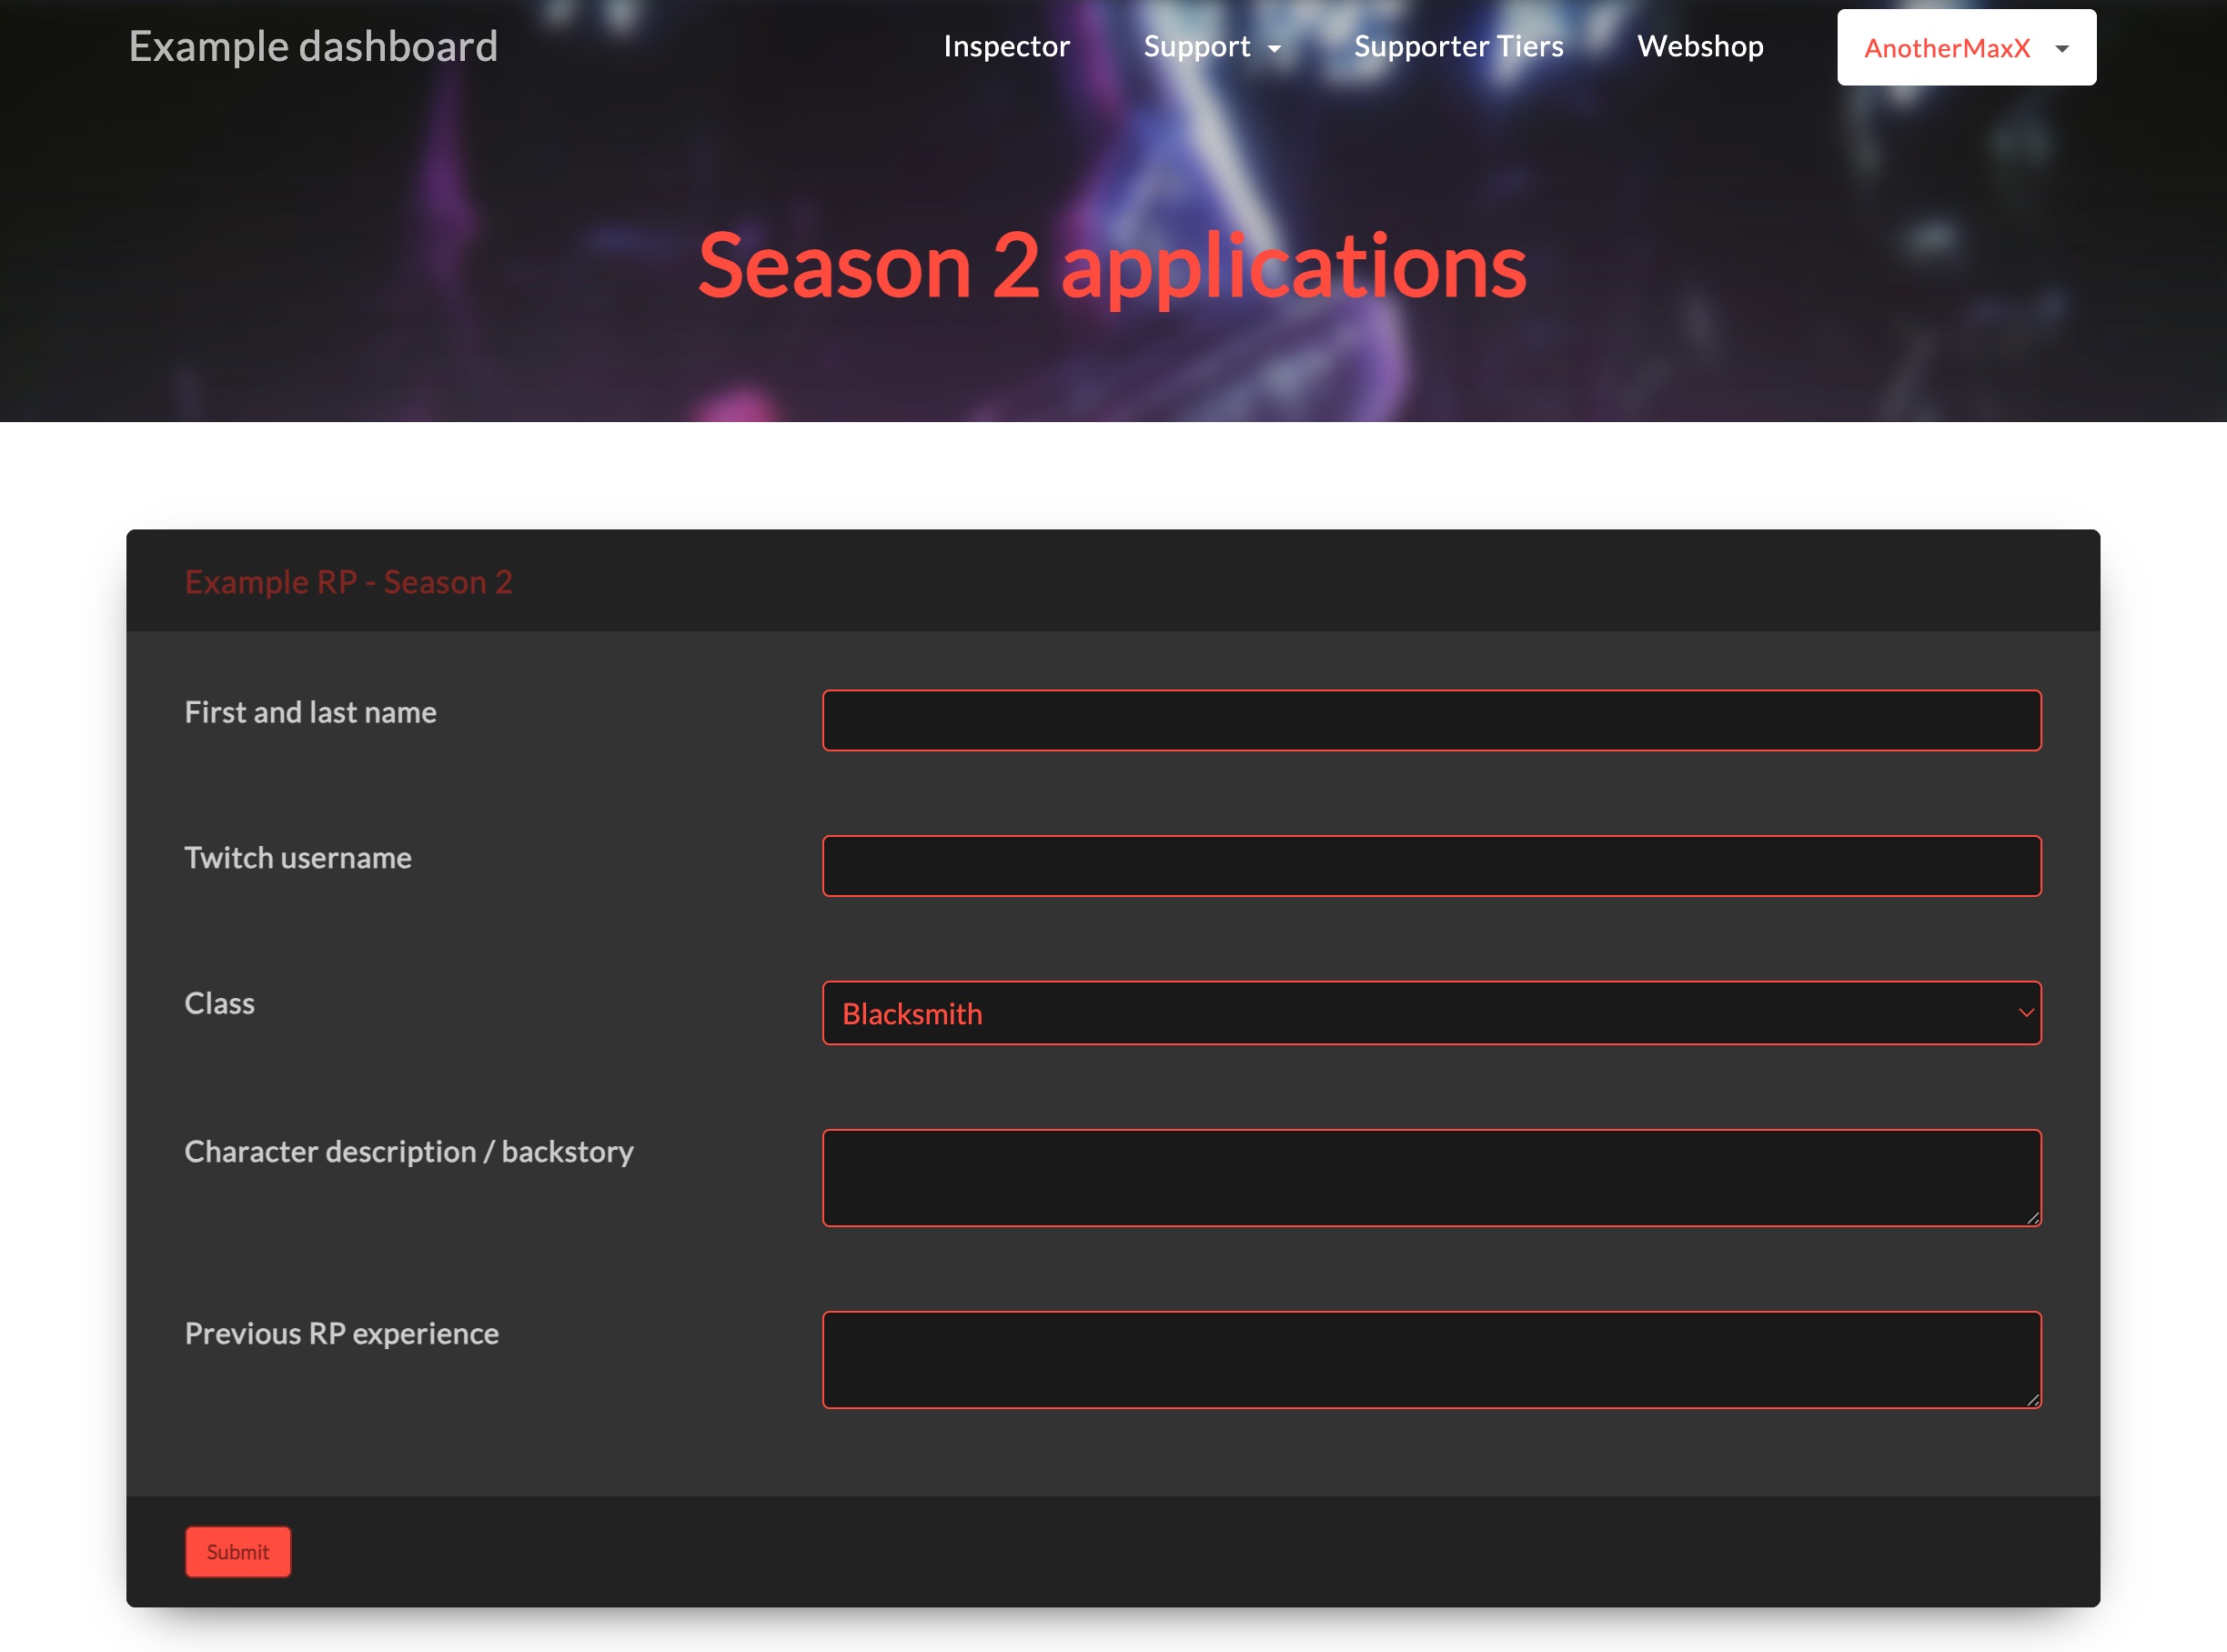 Example dashboard
Inspector
Support
Supporter Tiers
Webshop
AnotherMaxX
Season 2 applications
Example RP - Season 2
First and last name
Twitch username
Class
Blacksmith
Character description / backstory
Previous RP experience
Submit